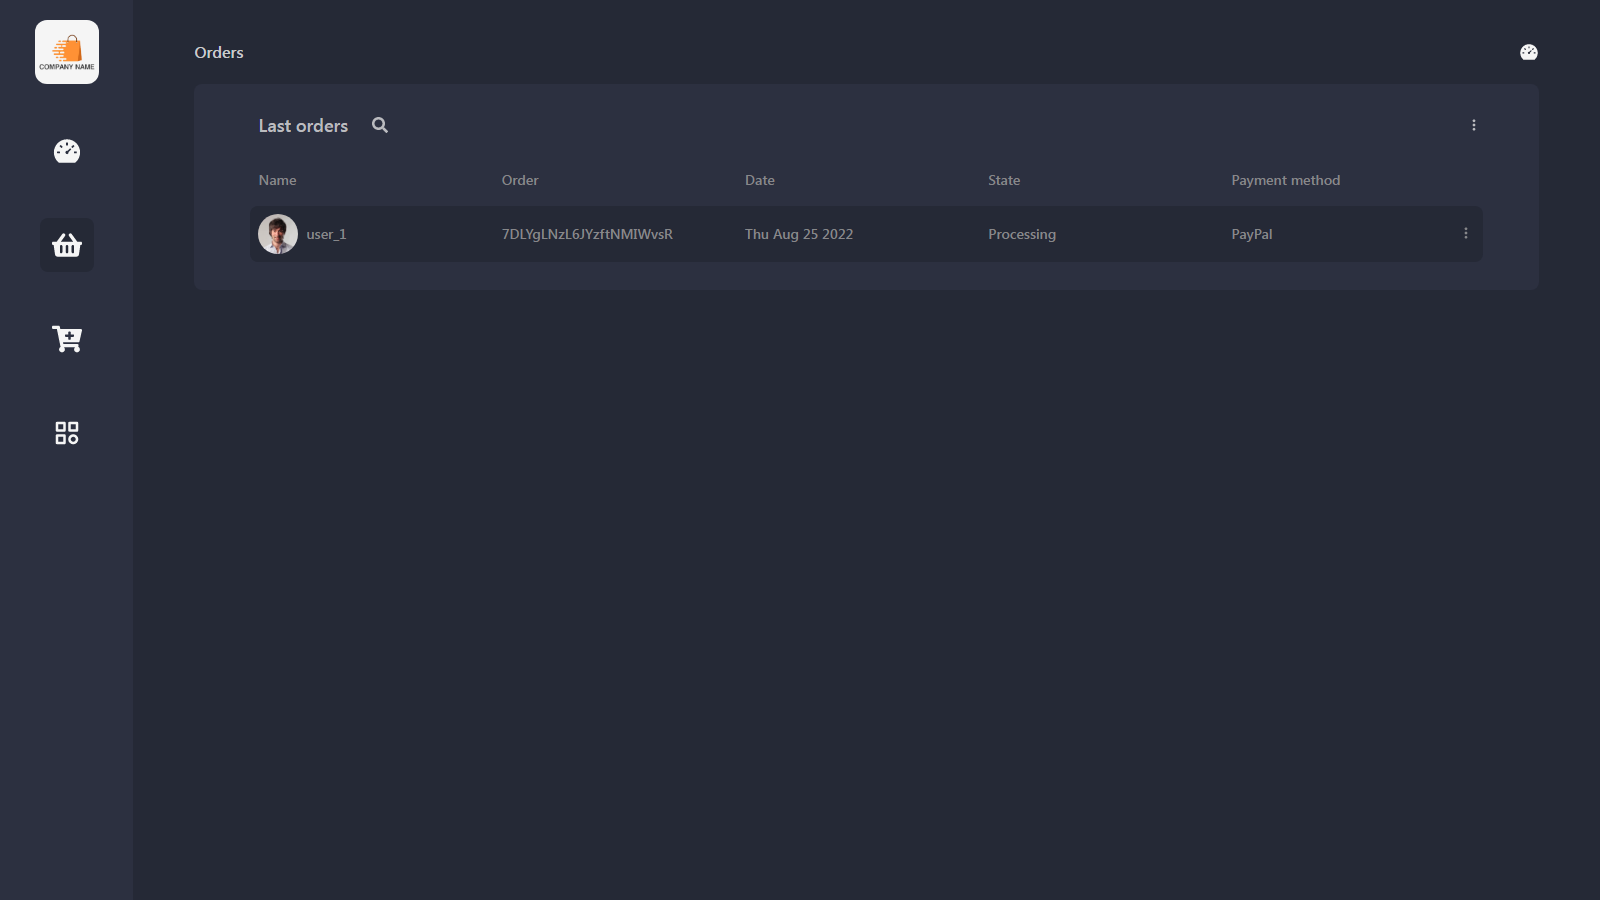 COMPANY NAME
Orders
Last orders
Name Order Date State Payment method
user_1 7DLYgLNzL6JYzftNMIWvsR Thu Aug 25 2022 Processing PayPal